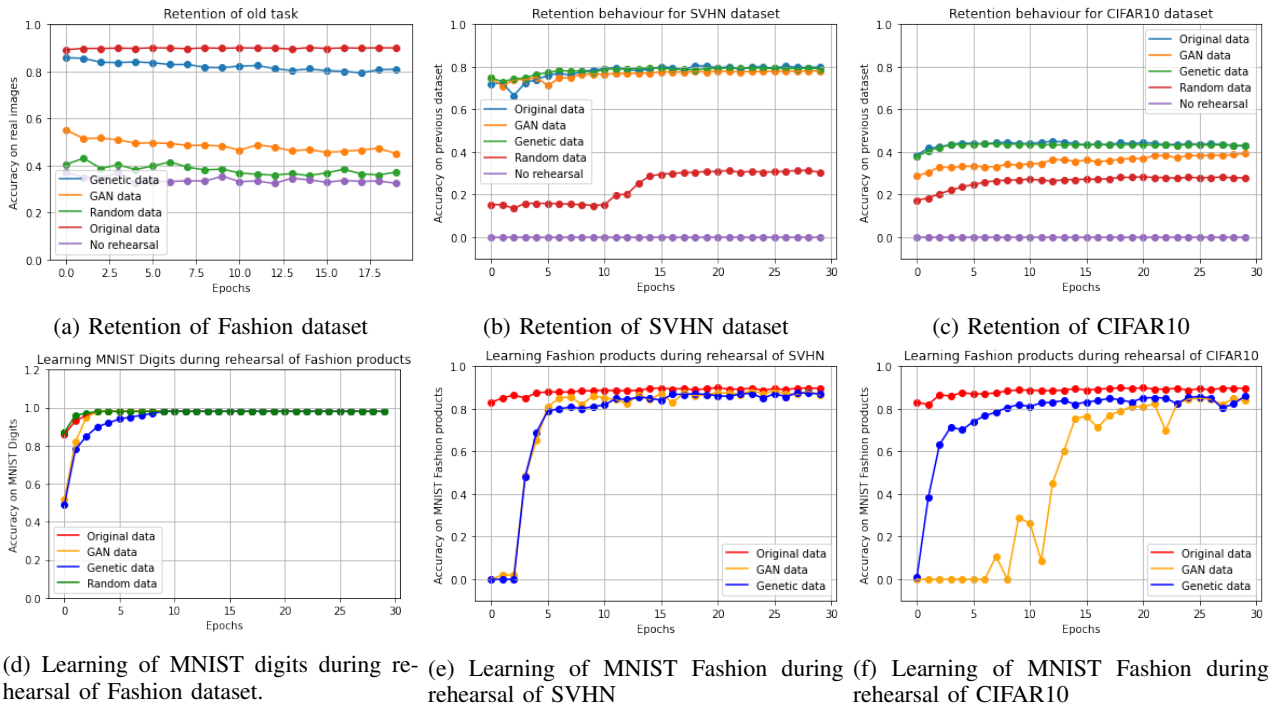 Retention of old task
Accuracy on real images
1.0
0.8
0.6
0.4
0.2
0.0
Genetic data
GAN data
Random data
Original data
No rehearsal
0.0 2.5 5.0 7.5 10.0 12.5 15.0 17.5
Epochs
(a) Retention of Fashion dataset
Retention behaviour for SVHN dataset
Accuracy on previous dataset
1.0
0.8
0.6
0.4
0.2
0.0
Original data
GAN data
Genetic data
Random data
No rehearsal
0 5 10 15 20 25 30
Epochs
(b) Retention of SVHN dataset
Retention behaviour for CIFAR10 dataset
Accuracy on previous dataset
1.0
0.8
0.6
0.4
0.2
0.0
Original data
GAN data
Genetic data
Random data
No rehearsal
0 5 10 15 20 25 30
Epochs
(c) Retention of CIFAR10
Learning MNIST Digits during rehearsal of Fashion products
Accuracy on MNIST Digits
1.2
1.0
0.8
0.6
0.4
0.2
0.0
Original data
GAN data
Genetic data
Random data
0 5 10 15 20 25 30
Epochs
(d) Learning of MNIST digits during re-
hearsal of Fashion dataset.
Learning Fashion products during rehearsal of SVHN
Accuracy on MNIST Fashion products
1.0
0.8
0.6
0.4
0.2
0.0
Original data
GAN data
Genetic data
0 5 10 15 20 25 30
Epochs
(e) Learning of MNIST Fashion during
rehearsal of SVHN
Learning Fashion products during rehearsal of CIFAR10
Accuracy on MNIST Fashion products
1.0
0.8
0.6
0.4
0.2
0.0
Original data
GAN data
Genetic data
0 5 10 15 20 25 30
Epochs
(f) Learning of MNIST Fashion during
rehearsal of CIFAR10